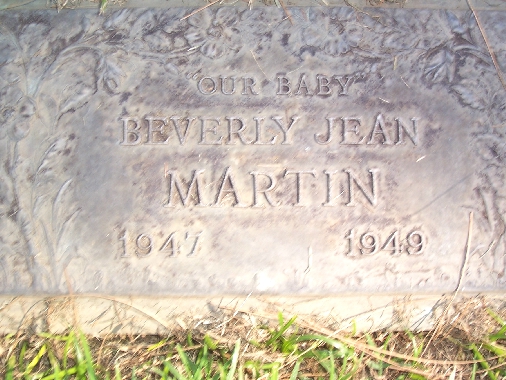 "OUR BABY"
BEVERLY JEAN
MARTIN
1947 1949